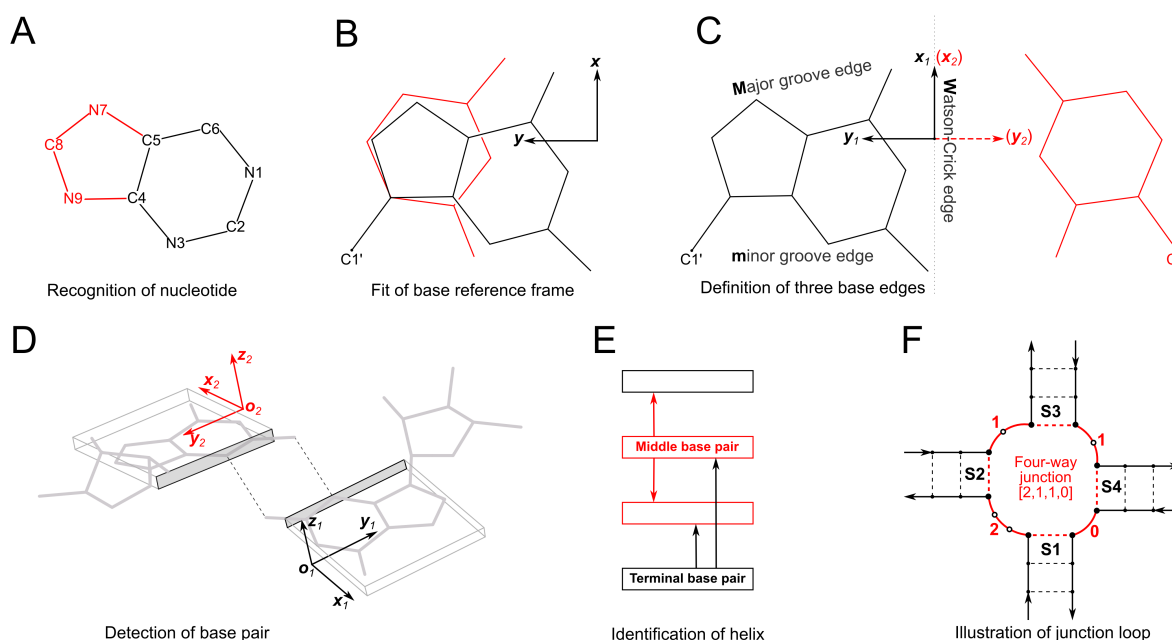 A
N7
C8
C5
C6
N1
N9
C4
N3
C2
Recognition of nucleotide
B
x
y
C1'
Fit of base reference frame
C
x1 (x2)
Major groove edge
Watson-Crick edge
y1
(y2)
C1'
minor groove edge
C
Definition of three base edges
D
z2
x2
o2
y2
z1
y1
o1
x1
Detection of base pair
E
Middle base pair
Terminal base pair
Identification of helix
F
S3
1
1
S2
Four-way
junction
[2,1,1,0]
S4
2
0
S1
Illustration of junction loop